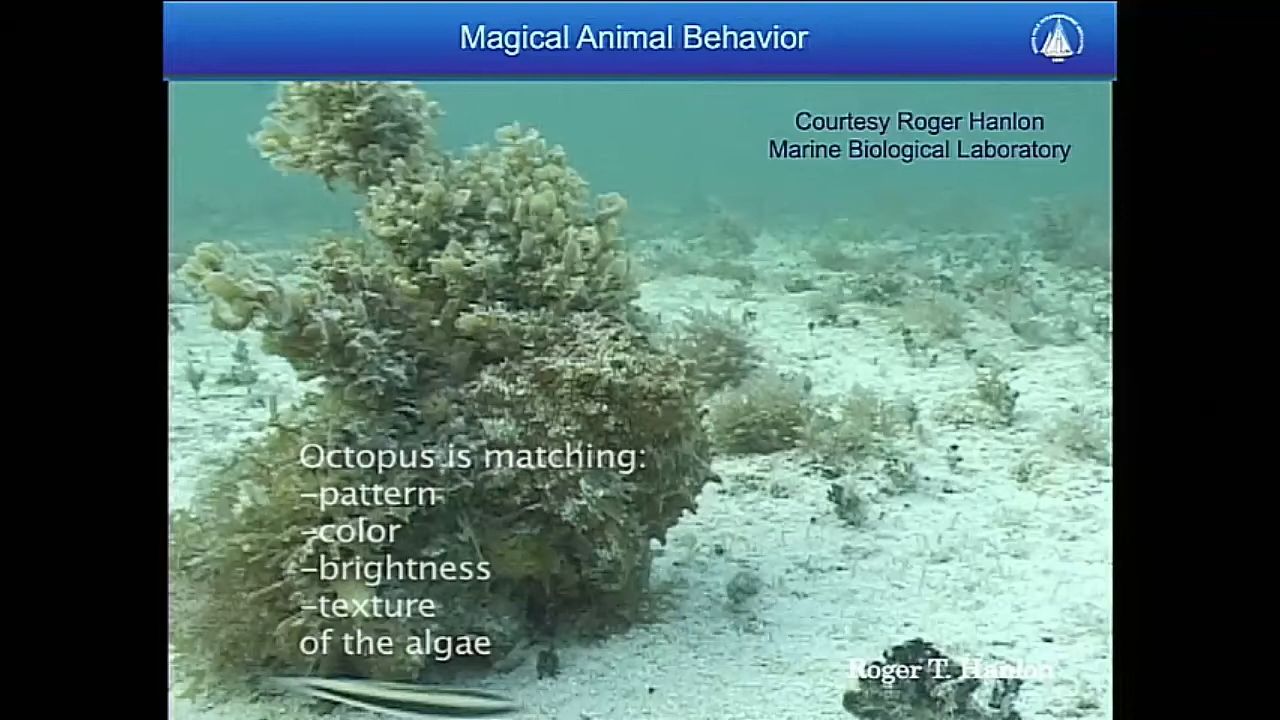 Magical Animal Behavior
Courtesy Roger Hanlon
Marine Biological Laboratory
Octopus is matching:
–pattern
–color
–brightness
–texture
of the algae
Roger T. Hanlon